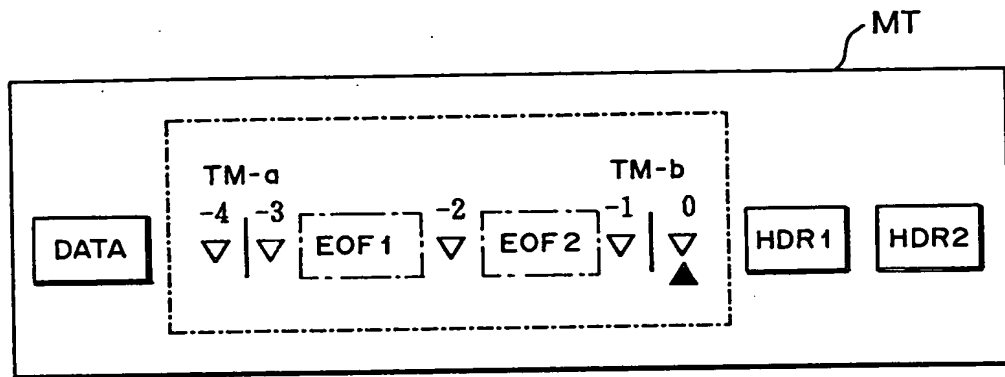 MT
TM-a TM-b
-4 -3 -2 -1 0
DATA EOF1 EOF2 HDR1 HDR2